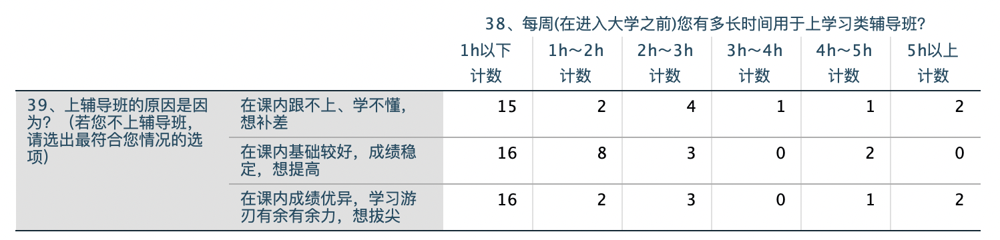 38、每周(在进入大学之前)您有多长时间用于上学习类辅导班?
1h以下 1h～2h 2h～3h 3h～4h 4h～5h 5h以上
计数 计数 计数 计数 计数 计数
39、上辅导班的原因是因
为？（若您不上辅导班，
请选出最符合您情况的选
项）
在课内跟不上、学不懂，
想补差
15 2 4 1 1 2
在课内基础较好，成绩稳
定，想提高
16 8 3 0 2 0
在课内成绩优异，学习游
刃有余有余力，想拔尖
16 2 3 0 1 2